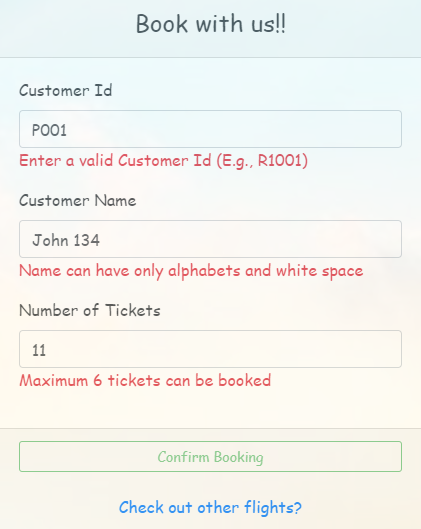 Book with us!!
Customer Id
P001
Enter a valid Customer Id (E.g., R1001)
Customer Name
John 134
Name can have only alphabets and white space
Number of Tickets
11
Maximum 6 tickets can be booked
Confirm Booking
Check out other flights?